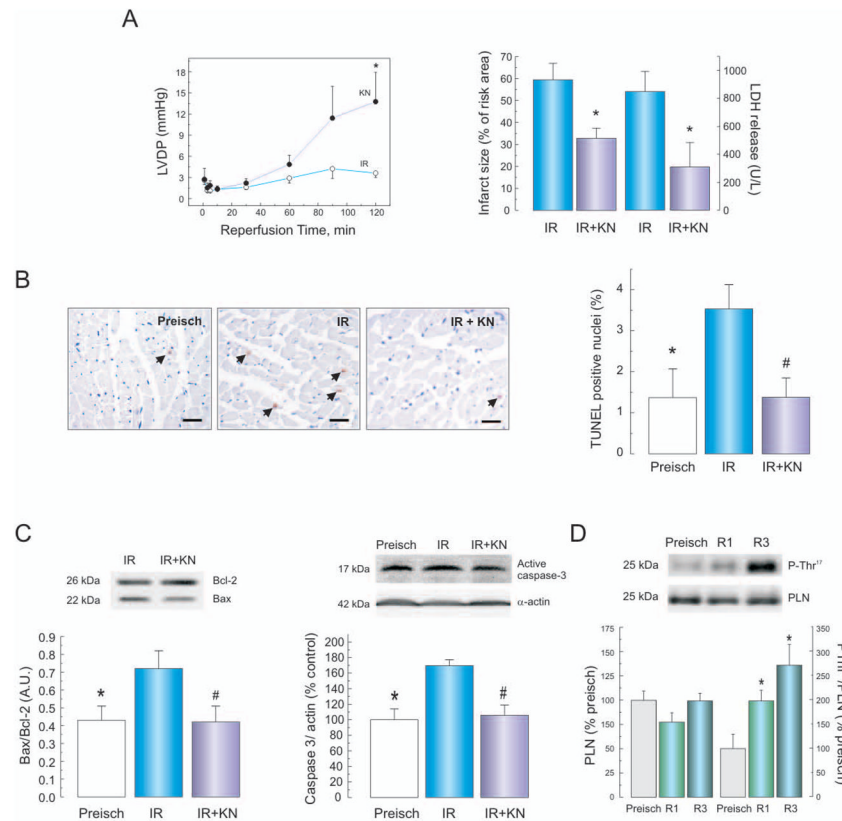 A
LVDP (mmHg)
18
15
12
9
6
3
0
KN
*
IR
0 20 40 60 80 100 120
Reperfusion Time, min
Infarct size (% of risk area)
70
60
50
40
30
20
10
0
*
*
IR IR+KN IR IR+KN
1000
800
600
400
200
0
LDH release (U/L)
B
Preisch
IR
IR + KN
TUNEL positive nuclei (%)
4
3
2
1
0
*
#
Preisch IR IR+KN
C
IR IR+KN
26 kDa Bcl-2
22 kDa Bax
Bax/Bcl-2 (A.U.)
0.9
0.8
0.7
0.6
0.5
0.4
0.3
0.2
0.1
0.0
*
#
Preisch IR IR+KN
Preisch IR IR+KN
17 kDa Active caspase-3
42 kDa α-actin
Caspase 3/ actin (% control)
200
180
160
140
120
100
80
60
40
20
0
*
#
Preisch IR IR+KN
D
Preisch R1 R3
25 kDa P-Thr¹⁷
25 kDa PLN
PLN (% preisch)
175
150
125
100
75
50
25
0
*
*
Preisch R1 R3 Preisch R1 R3
350
300
250
200
150
100
50
0